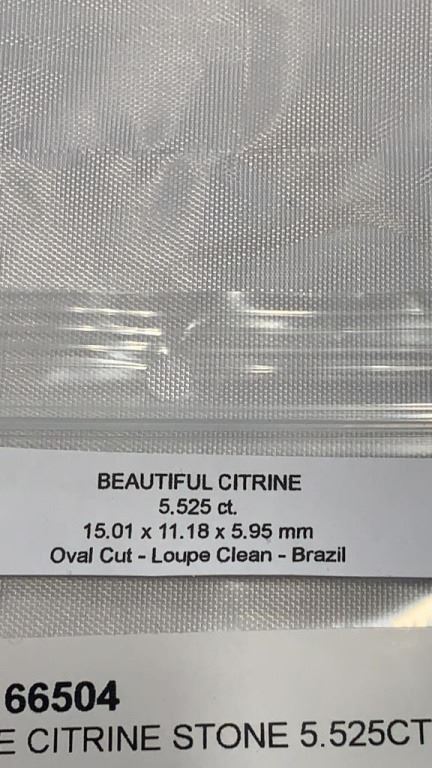 BEAUTIFUL CITRINE
5.525 ct.
15.01 x 11.18 x 5.95 mm
Oval Cut - Loupe Clean - Brazil
66504
E CITRINE STONE 5.525CT